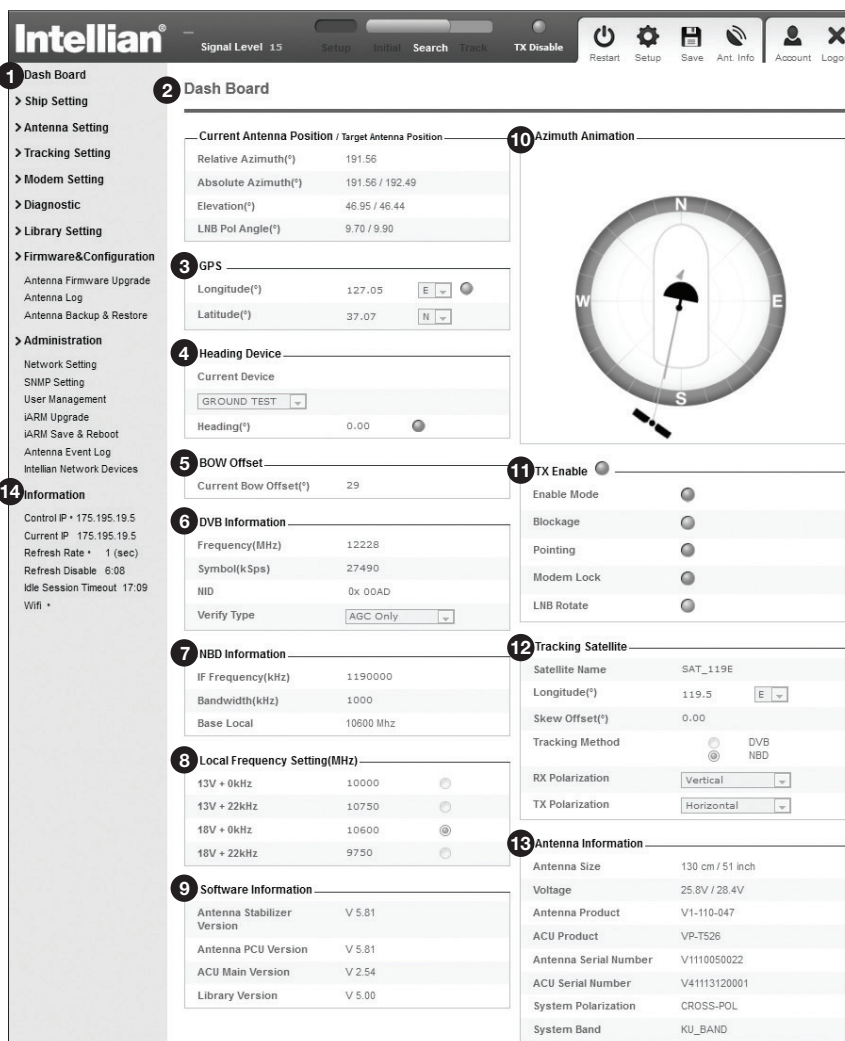 Intellian®
Signal Level 15
Setup Initial Search Track
TX Disable
Restart Setup Save Ant. Info Account Logo
1 Dash Board
> Ship Setting
> Antenna Setting
> Tracking Setting
> Modem Setting
> Diagnostic
> Library Setting
> Firmware&Configuration
Antenna Firmware Upgrade
Antenna Log
Antenna Backup & Restore
> Administration
Network Setting
SNMP Setting
User Management
iARM Upgrade
iARM Save & Reboot
Antenna Event Log
Intellian Network Devices
14 Information
Control IP • 175.195.19.5
Current IP 175.195.19.5
Refresh Rate • 1 (sec)
Refresh Disable 6:08
Idle Session Timeout 17:09
Wifi •
2 Dash Board
Current Antenna Position / Target Antenna Position
Relative Azimuth(°) 191.56
Absolute Azimuth(°) 191.56 / 192.49
Elevation(°) 46.95 / 46.44
LNB Pol Angle(°) 9.70 / 9.90
3 GPS
Longitude(°) 127.05 E
Latitude(°) 37.07 N
4 Heading Device
Current Device
GROUND TEST
Heading(°) 0.00
5 BOW Offset
Current Bow Offset(°) 29
6 DVB Information
Frequency(MHz) 12228
Symbol(kSps) 27490
NID 0x 00AD
Verify Type AGC Only
7 NBD Information
IF Frequency(kHz) 1190000
Bandwidth(kHz) 1000
Base Local 10600 Mhz
8 Local Frequency Setting(MHz)
13V + 0kHz 10000
13V + 22kHz 10750
18V + 0kHz 10600
18V + 22kHz 9750
9 Software Information
Antenna Stabilizer Version V 5.81
Antenna PCU Version V 5.81
ACU Main Version V 2.54
Library Version V 5.00
10 Azimuth Animation
N
W E
S
11 TX Enable
Enable Mode
Blockage
Pointing
Modem Lock
LNB Rotate
12 Tracking Satellite
Satellite Name SAT_119E
Longitude(°) 119.5 E
Skew Offset(°) 0.00
Tracking Method DVB
NBD
RX Polarization Vertical
TX Polarization Horizontal
13 Antenna Information
Antenna Size 130 cm / 51 inch
Voltage 25.8V / 28.4V
Antenna Product V1-110-047
ACU Product VP-T526
Antenna Serial Number V1110050022
ACU Serial Number V41113120001
System Polarization CROSS-POL
System Band KU_BAND